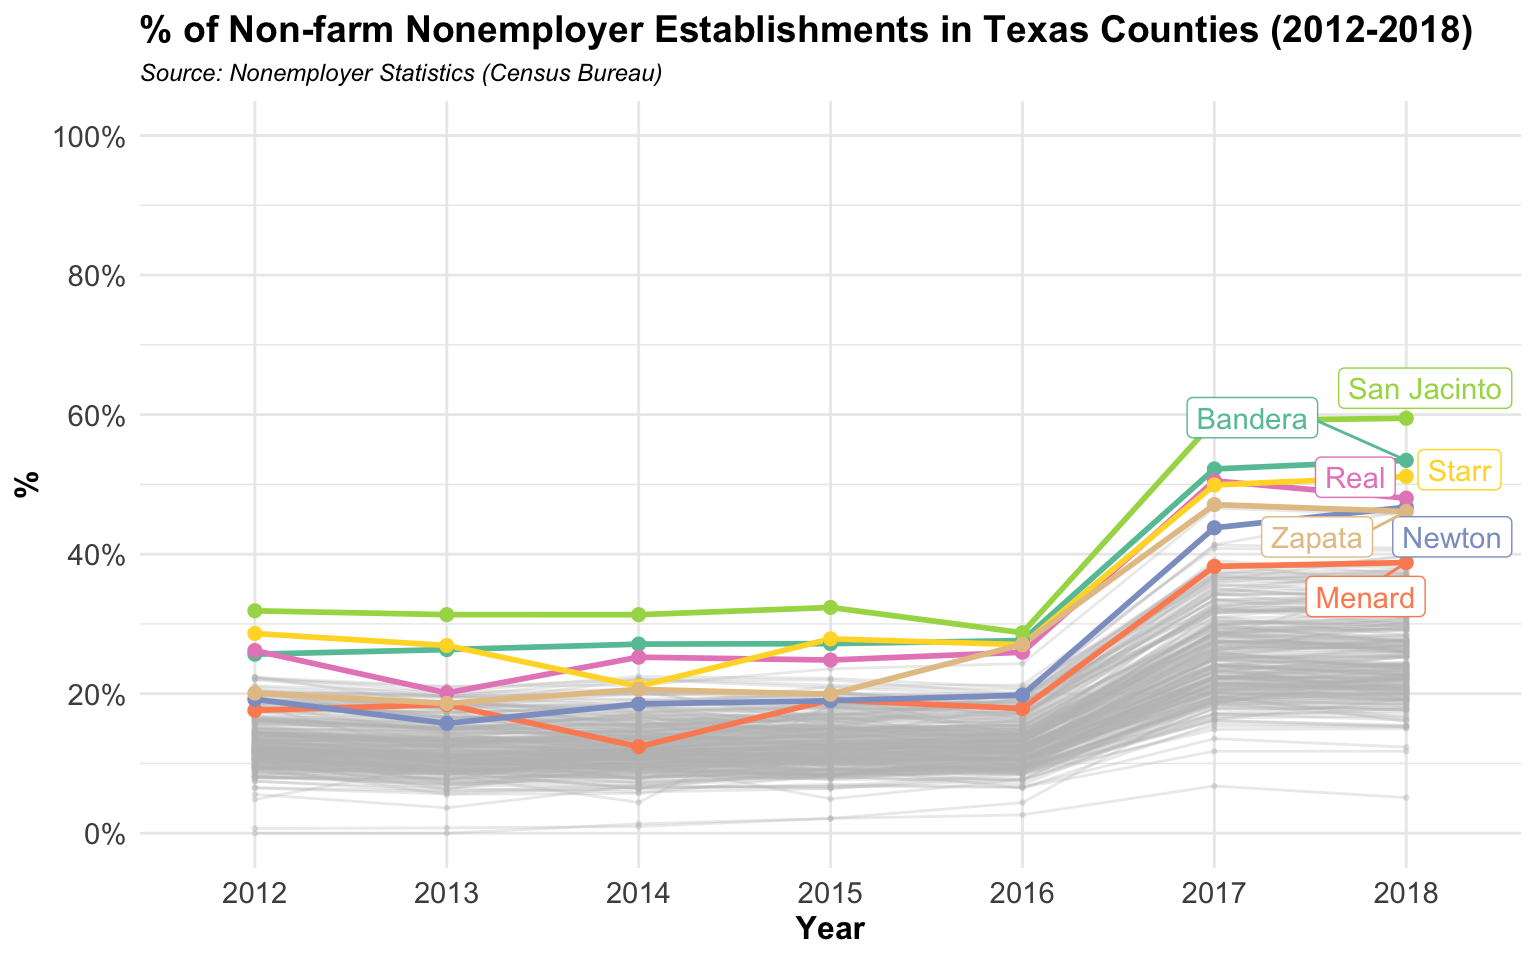 % of Non-farm Nonemployer Establishments in Texas Counties (2012-2018)
Source: Nonemployer Statistics (Census Bureau)
100%
80%
60%
40%
20%
0%
%
San Jacinto
Bandera
Starr
Real
Zapata
Newton
Menard
2012 2013 2014 2015 2016 2017 2018
Year